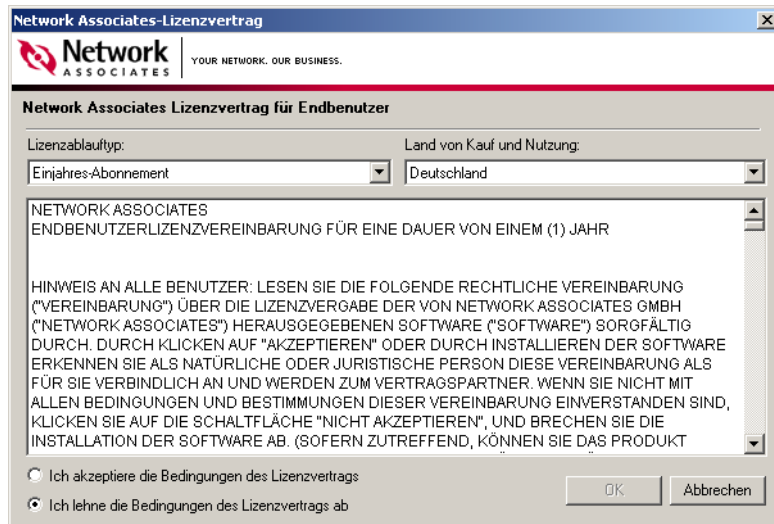 Network Associates-Lizenzvertrag
Network
ASSOCIATES
YOUR NETWORK. OUR BUSINESS.
Network Associates Lizenzvertrag für Endbenutzer
Lizenzablauftyp: Land von Kauf und Nutzung:
Einjahres-Abonnement Deutschland
NETWORK ASSOCIATES
ENDBENUTZERLIZENZVEREINBARUNG FÜR EINE DAUER VON EINEM (1) JAHR
HINWEIS AN ALLE BENUTZER: LESEN SIE DIE FOLGENDE RECHTLICHE VEREINBARUNG
("VEREINBARUNG") ÜBER DIE LIZENZVERGABE DER VON NETWORK ASSOCIATES GMBH
("NETWORK ASSOCIATES") HERAUSGEGEBENEN SOFTWARE ("SOFTWARE") SORGFÄLTIG
DURCH. DURCH KLICKEN AUF "AKZEPTIEREN" ODER DURCH INSTALLIEREN DER SOFTWARE
ERKENNEN SIE ALS NATÜRLICHE ODER JURISTISCHE PERSON DIESE VEREINBARUNG ALS
FÜR SIE VERBINDLICH AN UND WERDEN ZUM VERTRAGSPARTNER. WENN SIE NICHT MIT
ALLEN BEDINGUNGEN UND BESTIMMUNGEN DIESER VEREINBARUNG EINVERSTANDEN SIND,
KLICKEN SIE AUF DIE SCHALTFLÄCHE "NICHT AKZEPTIEREN", UND BRECHEN SIE DIE
INSTALLATION DER SOFTWARE AB. (SOFERN ZUTREFFEND, KÖNNEN SIE DAS PRODUKT
Ich akzeptiere die Bedingungen des Lizenzvertrags
Ich lehne die Bedingungen des Lizenzvertrags ab
OK Abbrechen